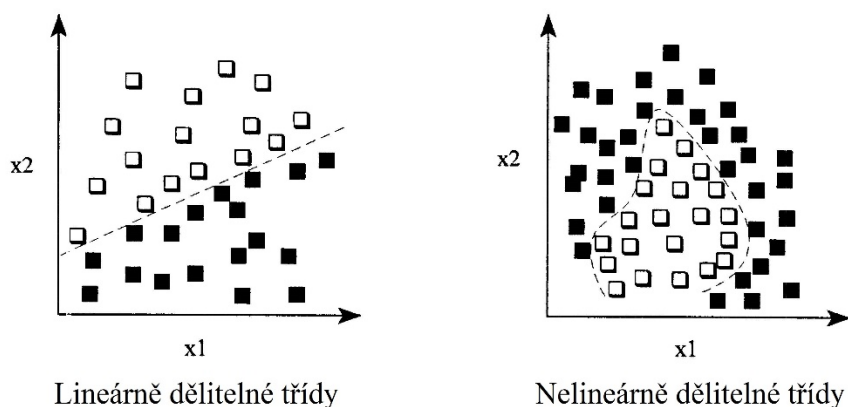 x2
x1
Lineárně dělitelné třídy
x2
x1
Nelineárně dělitelné třídy